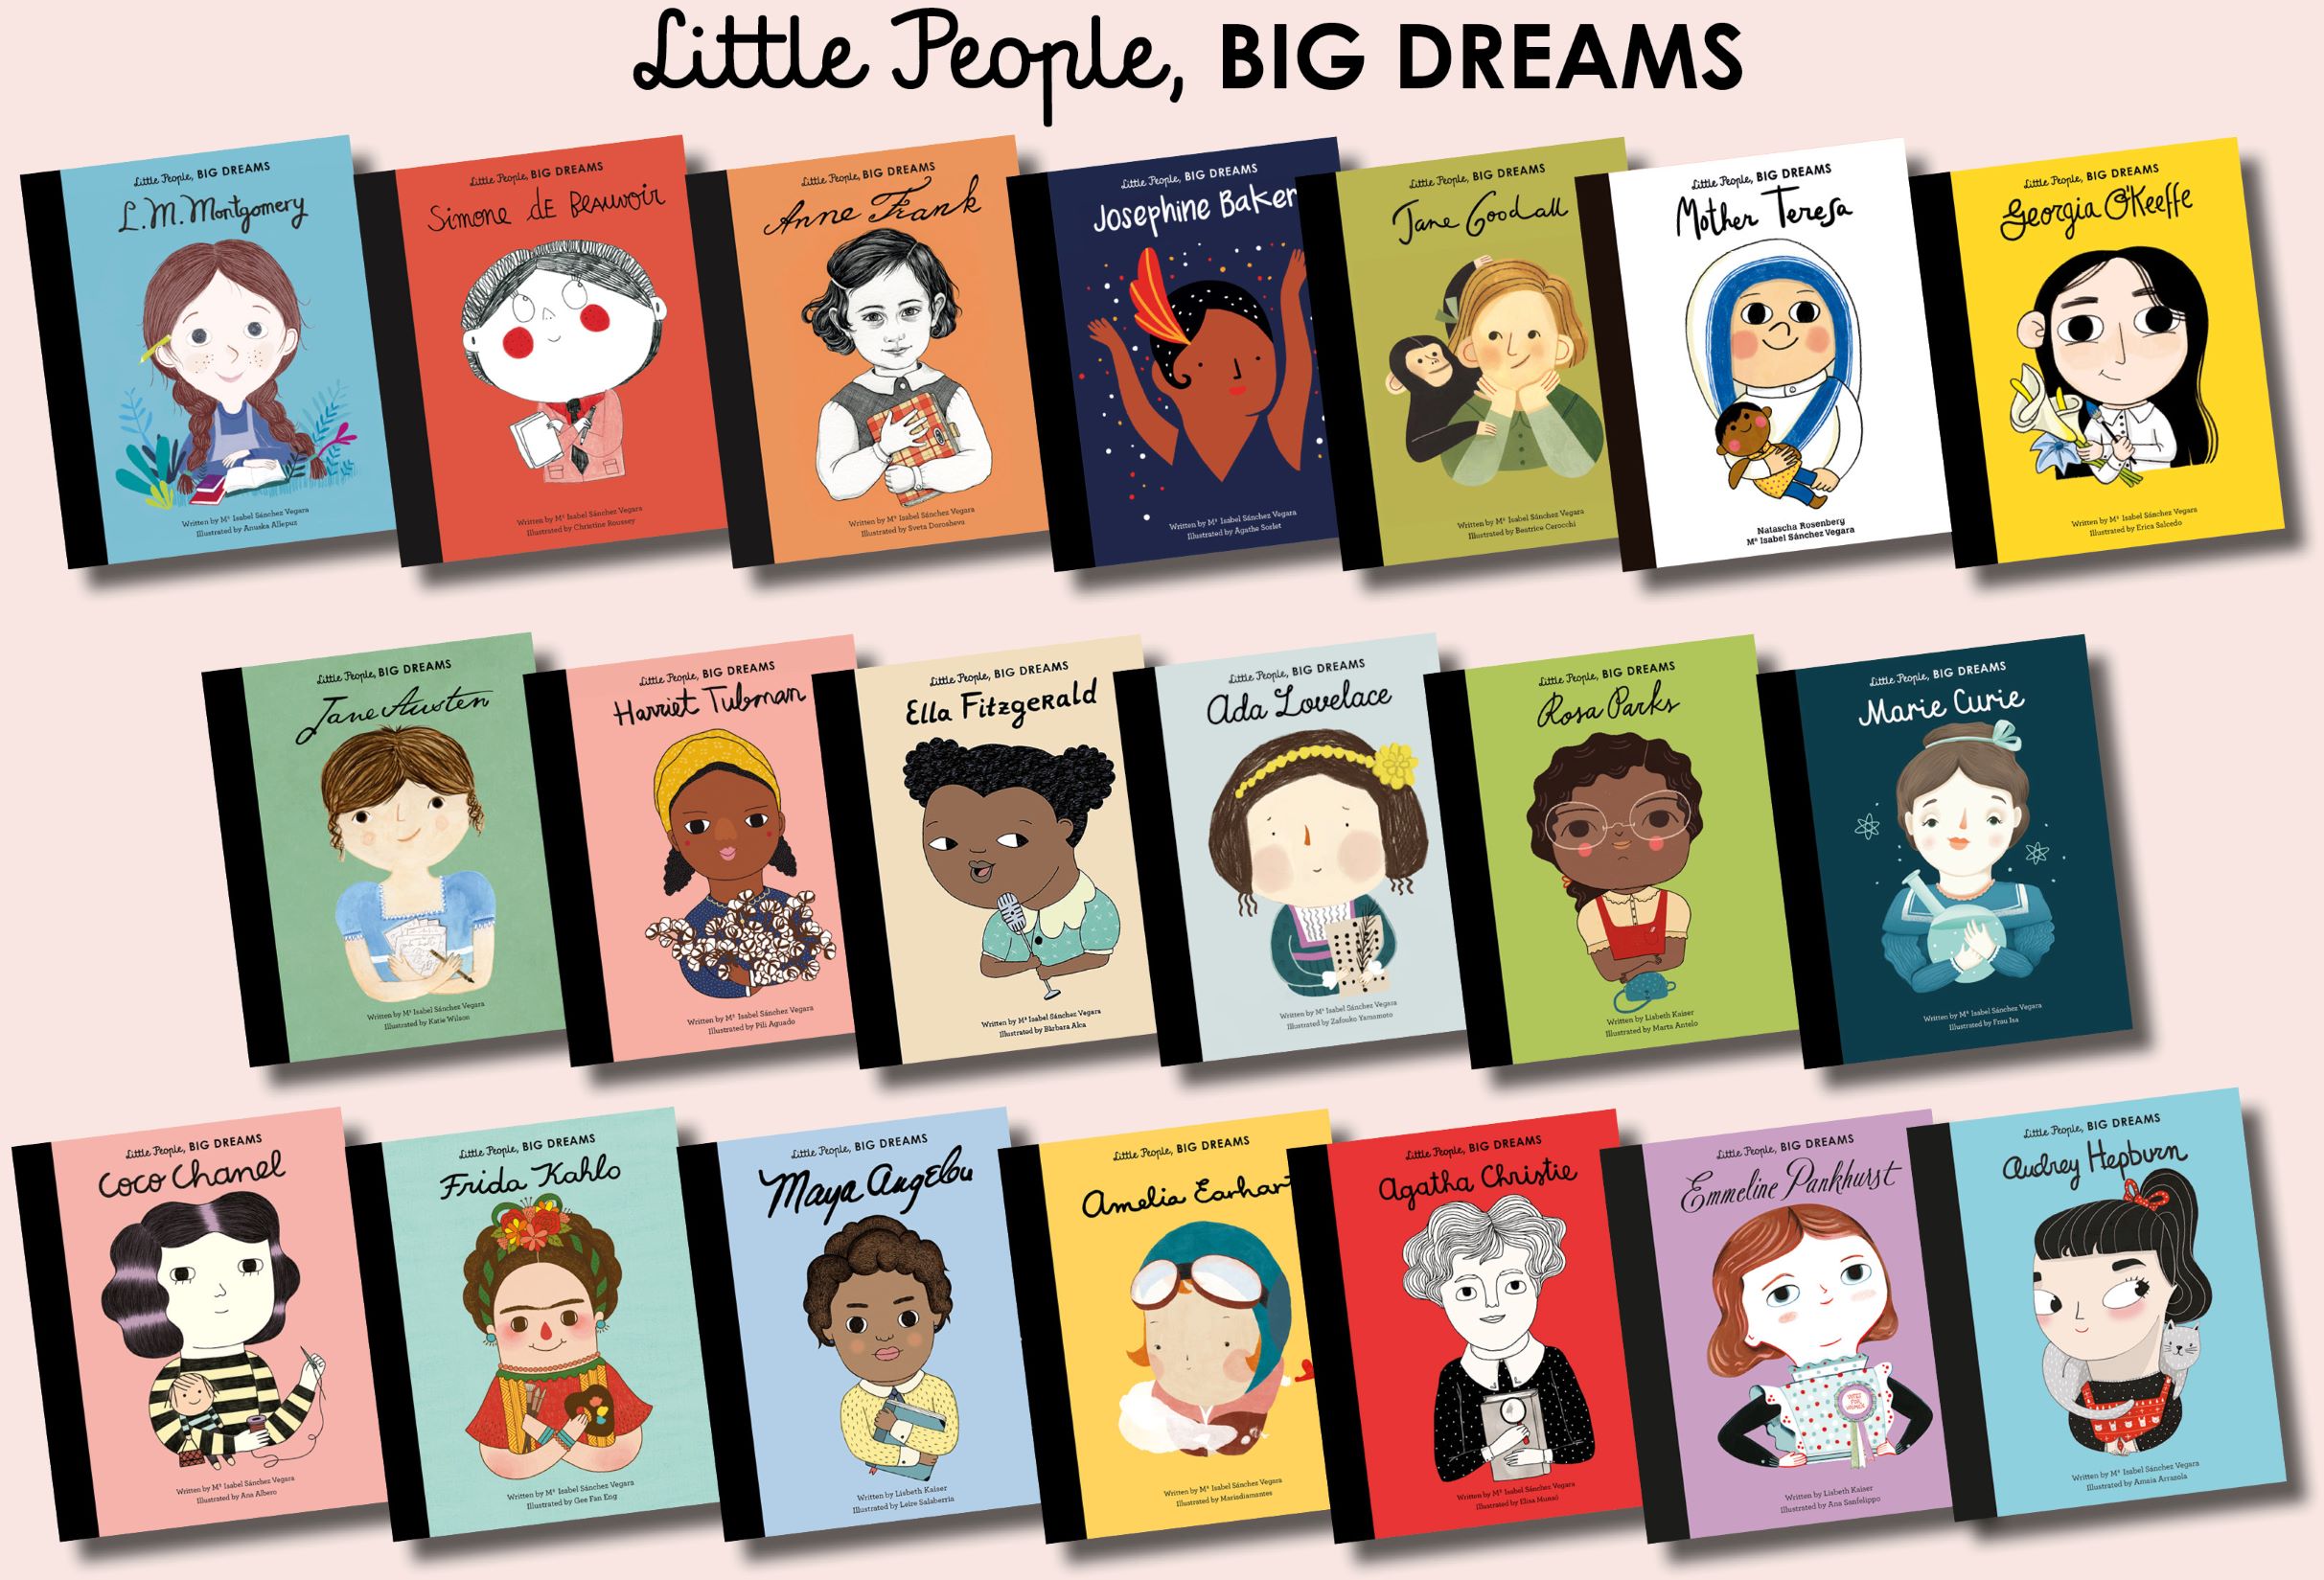 Little People, BIG DREAMS
Little People, BIG DREAMS
L.M. Montgomery
Written by Mª Isabel Sánchez Vegara
Illustrated by Anuska Allepuz
Little People, BIG DREAMS
Simone de Beauvoir
Written by Mª Isabel Sánchez Vegara
Illustrated by Christine Roussey
Little People, BIG DREAMS
Anne Frank
Written by Mª Isabel Sánchez Vegara
Illustrated by Sveta Dorosheva
Little People, BIG DREAMS
Josephine Baker
Written by Mª Isabel Sánchez Vegara
Illustrated by Agathe Sorlet
Little People, BIG DREAMS
Jane Goodall
Written by Mª Isabel Sánchez Vegara
Illustrated by Beatrice Cerocchi
Little People, BIG DREAMS
Mother Teresa
Natascha Rosenberg
Mª Isabel Sánchez Vegara
Little People, BIG DREAMS
Georgia O'Keeffe
Written by Mª Isabel Sánchez Vegara
Illustrated by Erica Salcedo
Little People, BIG DREAMS
Jane Austen
Written by Mª Isabel Sánchez Vegara
Illustrated by Katie Wilson
Little People, BIG DREAMS
Harriet Tubman
Written by Mª Isabel Sánchez Vegara
Illustrated by Pili Aguado
Little People, BIG DREAMS
Ella Fitzgerald
Written by Mª Isabel Sánchez Vegara
Illustrated by Bàrbara Alca
Little People, BIG DREAMS
Ada Lovelace
Written by Mª Isabel Sánchez Vegara
Illustrated by Zafouko Yamamoto
Little People, BIG DREAMS
Rosa Parks
Written by Lisbeth Kaiser
Illustrated by Marta Antelo
Little People, BIG DREAMS
Marie Curie
Written by Mª Isabel Sánchez Vegara
Illustrated by Frau Isa
Little People, BIG DREAMS
Coco Chanel
Written by Mª Isabel Sánchez Vegara
Illustrated by Ana Albero
Little People, BIG DREAMS
Frida Kahlo
Written by Mª Isabel Sánchez Vegara
Illustrated by Gee Fan Eng
Little People, BIG DREAMS
Maya Angelou
Written by Lisbeth Kaiser
Illustrated by Leire Salaberria
Little People, BIG DREAMS
Amelia Earhart
Written by Mª Isabel Sánchez Vegara
Illustrated by Mariadiamantes
Little People, BIG DREAMS
Agatha Christie
Written by Mª Isabel Sánchez Vegara
Illustrated by Elisa Munsó
Little People, BIG DREAMS
Emmeline Pankhurst
Written by Lisbeth Kaiser
Illustrated by Ana Sanfelippo
Little People, BIG DREAMS
Audrey Hepburn
Written by Mª Isabel Sánchez Vegara
Illustrated by Amaia Arrazola